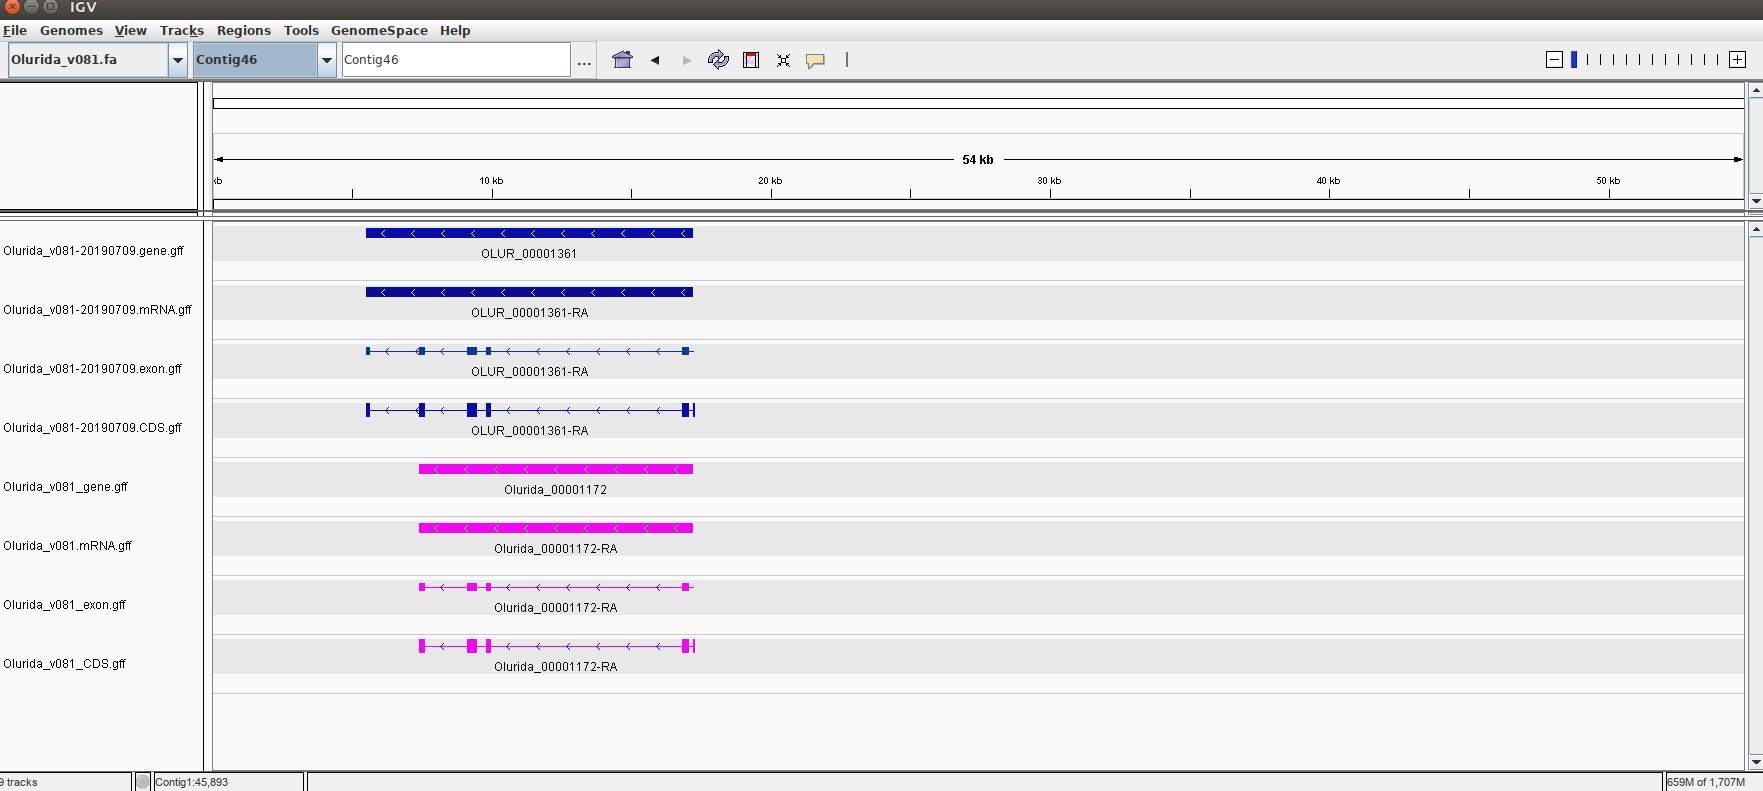 IGV
File Genomes View Tracks Regions Tools GenomeSpace Help
Olurida_v081.fa Contig46 Contig46 ...
54 kb
kb 10 kb 20 kb 30 kb 40 kb 50 kb
Olurida_v081-20190709.gene.gff
OLUR_00001361
Olurida_v081-20190709.mRNA.gff
OLUR_00001361-RA
Olurida_v081-20190709.exon.gff
OLUR_00001361-RA
Olurida_v081-20190709.CDS.gff
OLUR_00001361-RA
Olurida_v081_gene.gff
Olurida_00001172
Olurida_v081.mRNA.gff
Olurida_00001172-RA
Olurida_v081_exon.gff
Olurida_00001172-RA
Olurida_v081_CDS.gff
Olurida_00001172-RA
9 tracks Contig1:45,893 659M of 1,707M